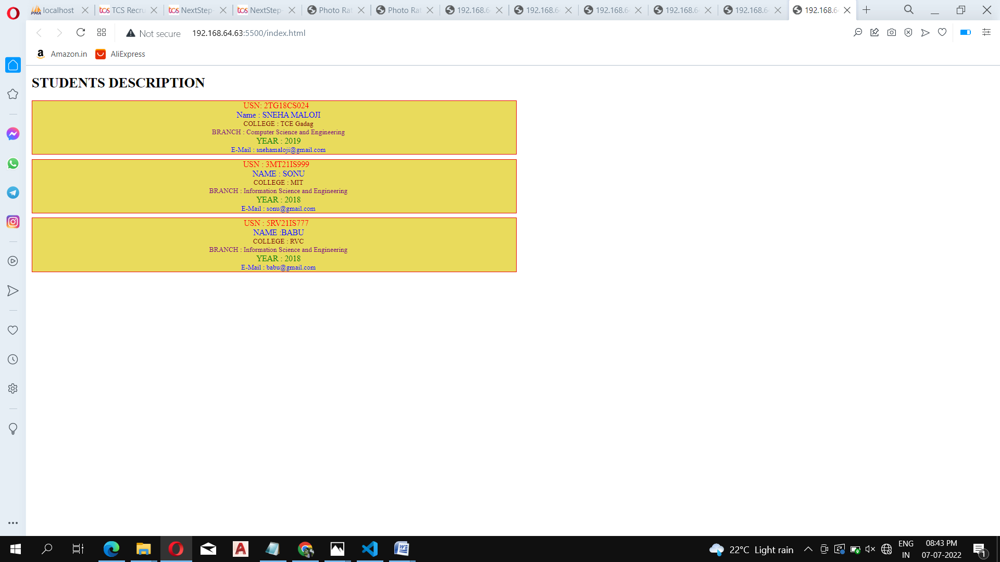 localhost
TCS Recru
NextStep
NextStep
Photo Rat
Photo Rat
192.168.6
192.168.6
192.168.6
192.168.6
192.168.6
192.168.6
Not secure
192.168.64.63:5500/index.html
Amazon.in
AliExpress
STUDENTS DESCRIPTION
USN: 2TG18CS024
Name : SNEHA MALOJI
COLLEGE : TCE Gadag
BRANCH : Computer Science and Engineering
YEAR : 2019
E-Mail : snehamaloji@gmail.com
USN : 3MT21IS999
NAME : SONU
COLLEGE : MIT
BRANCH : Information Science and Engineering
YEAR : 2018
E-Mail : sonu@gmail.com
USN : 5RV21IS777
NAME :BABU
COLLEGE : RVC
BRANCH : Information Science and Engineering
YEAR : 2018
E-Mail : babu@gmail.com
22°C Light rain
ENG
IN
08:43 PM
07-07-2022
1